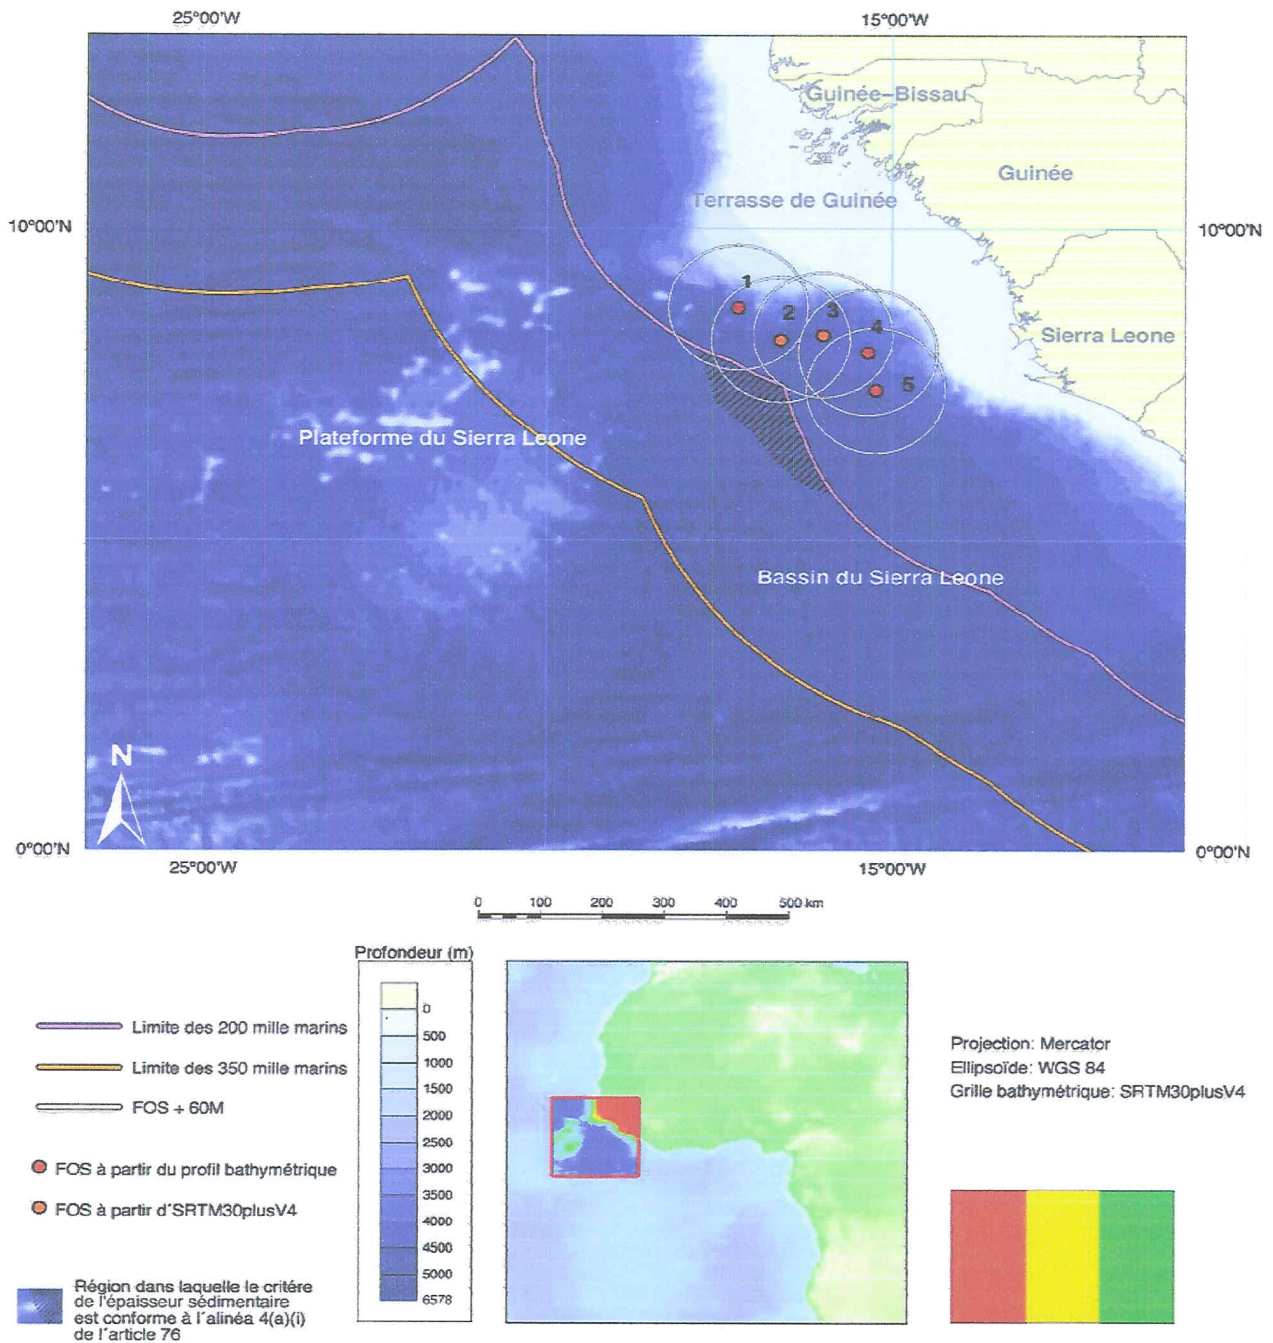 25°00'W
15°00'W
Guinée-Bissau
Guinée
Terrasse de Guinée
10°00'N
10°00'N
1
2
3
4
5
Sierra Leone
Plateforme du Sierra Leone
Bassin du Sierra Leone
N
0°00'N
0°00'N
25°00'W
15°00'W
0 100 200 300 400 500 km
Profondeur (m)
0
500
1000
1500
2000
2500
3000
3500
4000
4500
5000
6578
Limite des 200 mille marins
Limite des 350 mille marins
FOS + 60M
FOS à partir du profil bathymétrique
FOS à partir d'SRTM30plusV4
Région dans laquelle le critère
de l'épaisseur sédimentaire
est conforme à l'alinéa 4(a)(i)
de l'article 76
Projection: Mercator
Ellipsoïde: WGS 84
Grille bathymétrique: SRTM30plusV4